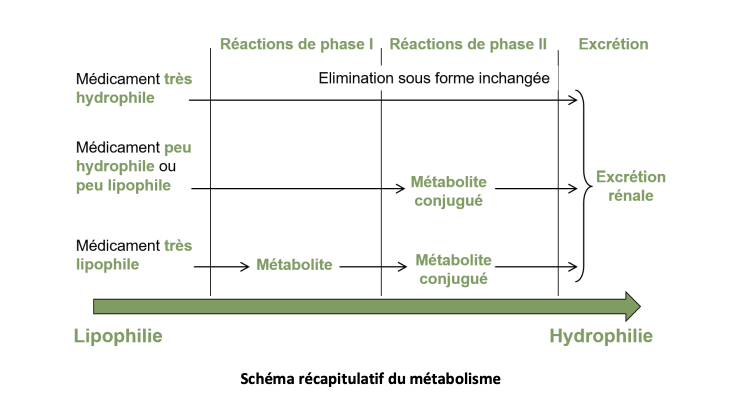 Réactions de phase I
Réactions de phase II
Excrétion
Médicament très
hydrophile
Elimination sous forme inchangée
Médicament peu
hydrophile ou
peu lipophile
Métabolite
conjugué
Excrétion
rénale
Médicament très
lipophile
Métabolite
Métabolite
conjugué
Lipophilie
Hydrophilie
Schéma récapitulatif du métabolisme